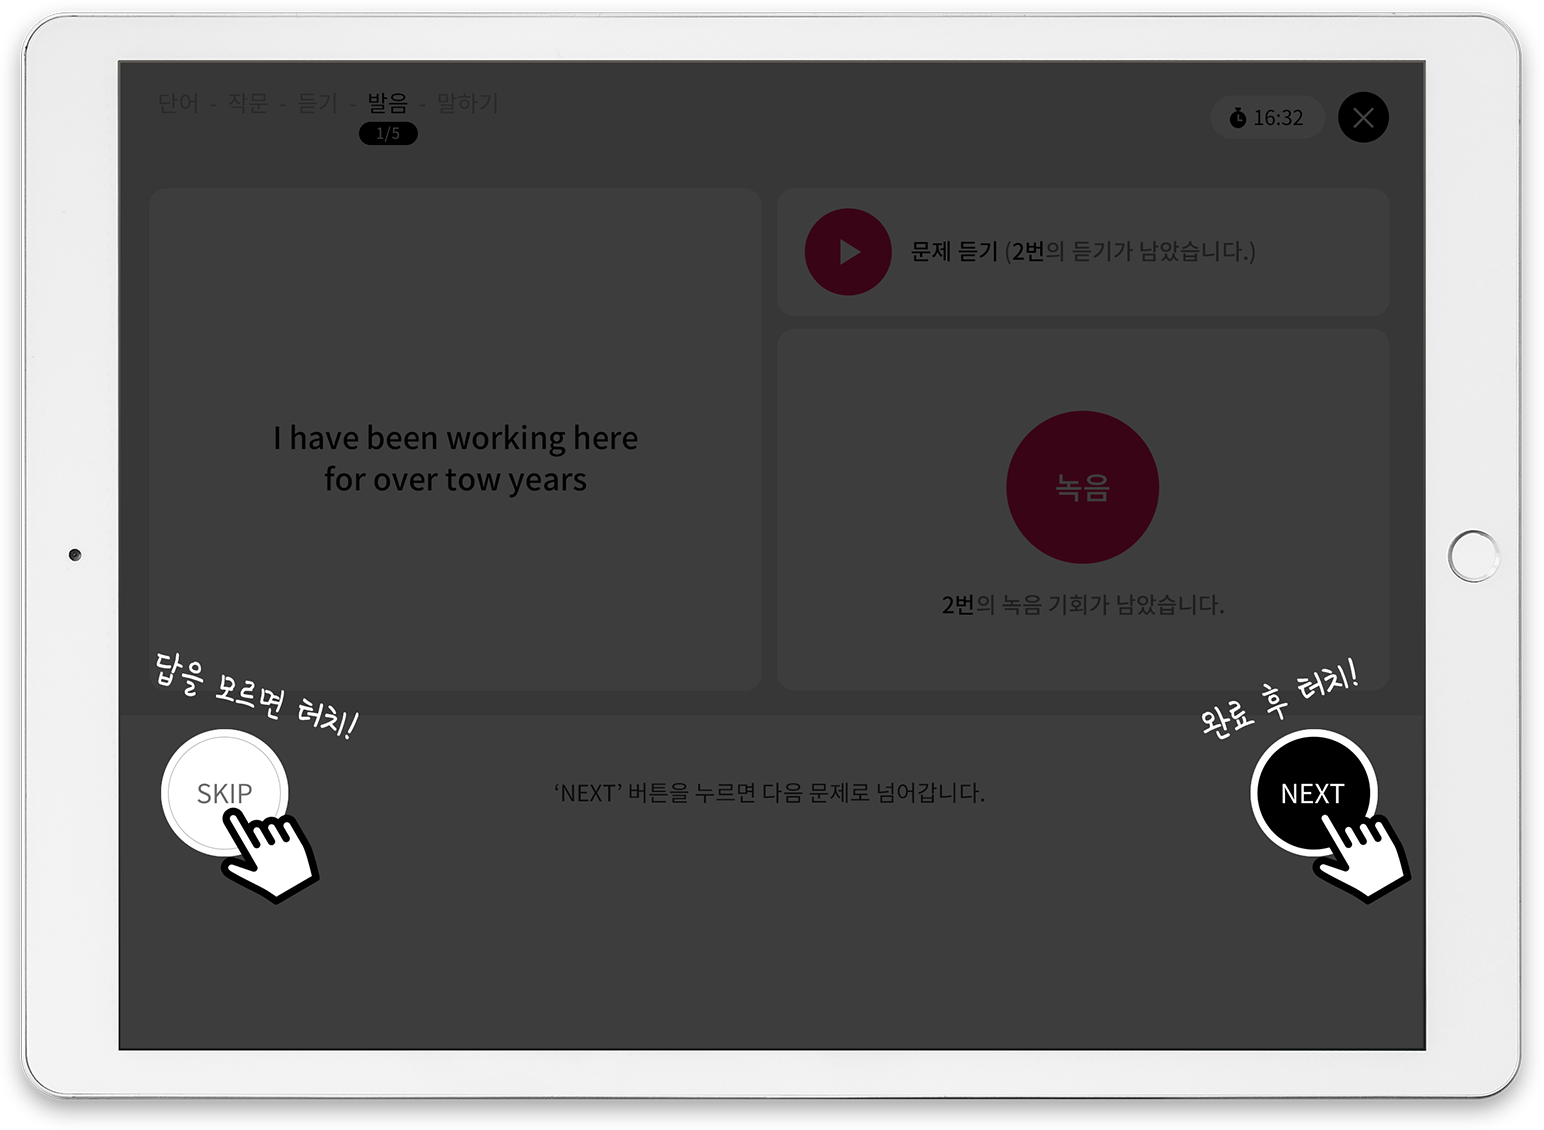 단어 - 작문 - 듣기 - 발음 - 말하기
1/5
16:32
I have been working here
for over tow years
문제 듣기 (2번의 듣기가 남았습니다.)
녹음
2번의 녹음 기회가 남았습니다.
답을 모르면 터치!
SKIP
‘NEXT’ 버튼을 누르면 다음 문제로 넘어갑니다.
완료 후 터치!
NEXT